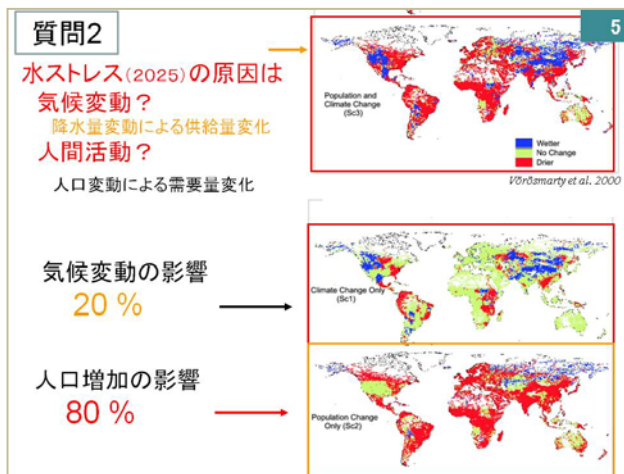 質問2
5
水ストレス(2025)の原因は
気候変動?
降水量変動による供給量変化
人間活動?
人口変動による需要量変化
Population and
Climate Change
(Sc3)
Wetter
No Change
Drier
Vörösmarty et al. 2000
気候変動の影響
20 %
Climate Change Only
(Sc1)
人口増加の影響
80 %
Population Change
Only (Sc2)